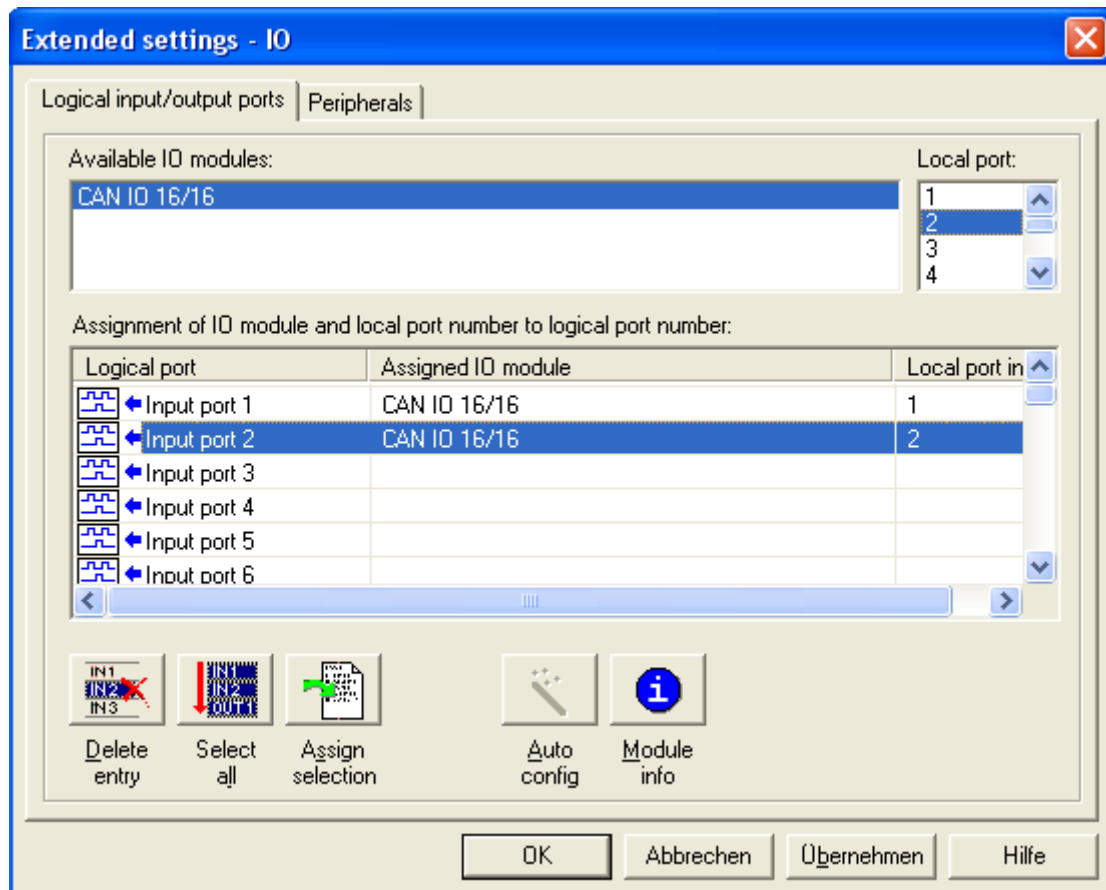 Extended settings - IO
Logical input/output ports
Peripherals
Available IO modules:
Local port:
CAN IO 16/16
1
2
3
4
Assignment of IO module and local port number to logical port number:
Logical port Assigned IO module Local port in
Input port 1 CAN IO 16/16 1
Input port 2 CAN IO 16/16 2
Input port 3
Input port 4
Input port 5
Input port 6
IN1
IN2
IN3
IN1
IN2
OUT1
Delete entry
Select all
Assign selection
Auto config
Module info
OK
Abbrechen
Übernehmen
Hilfe